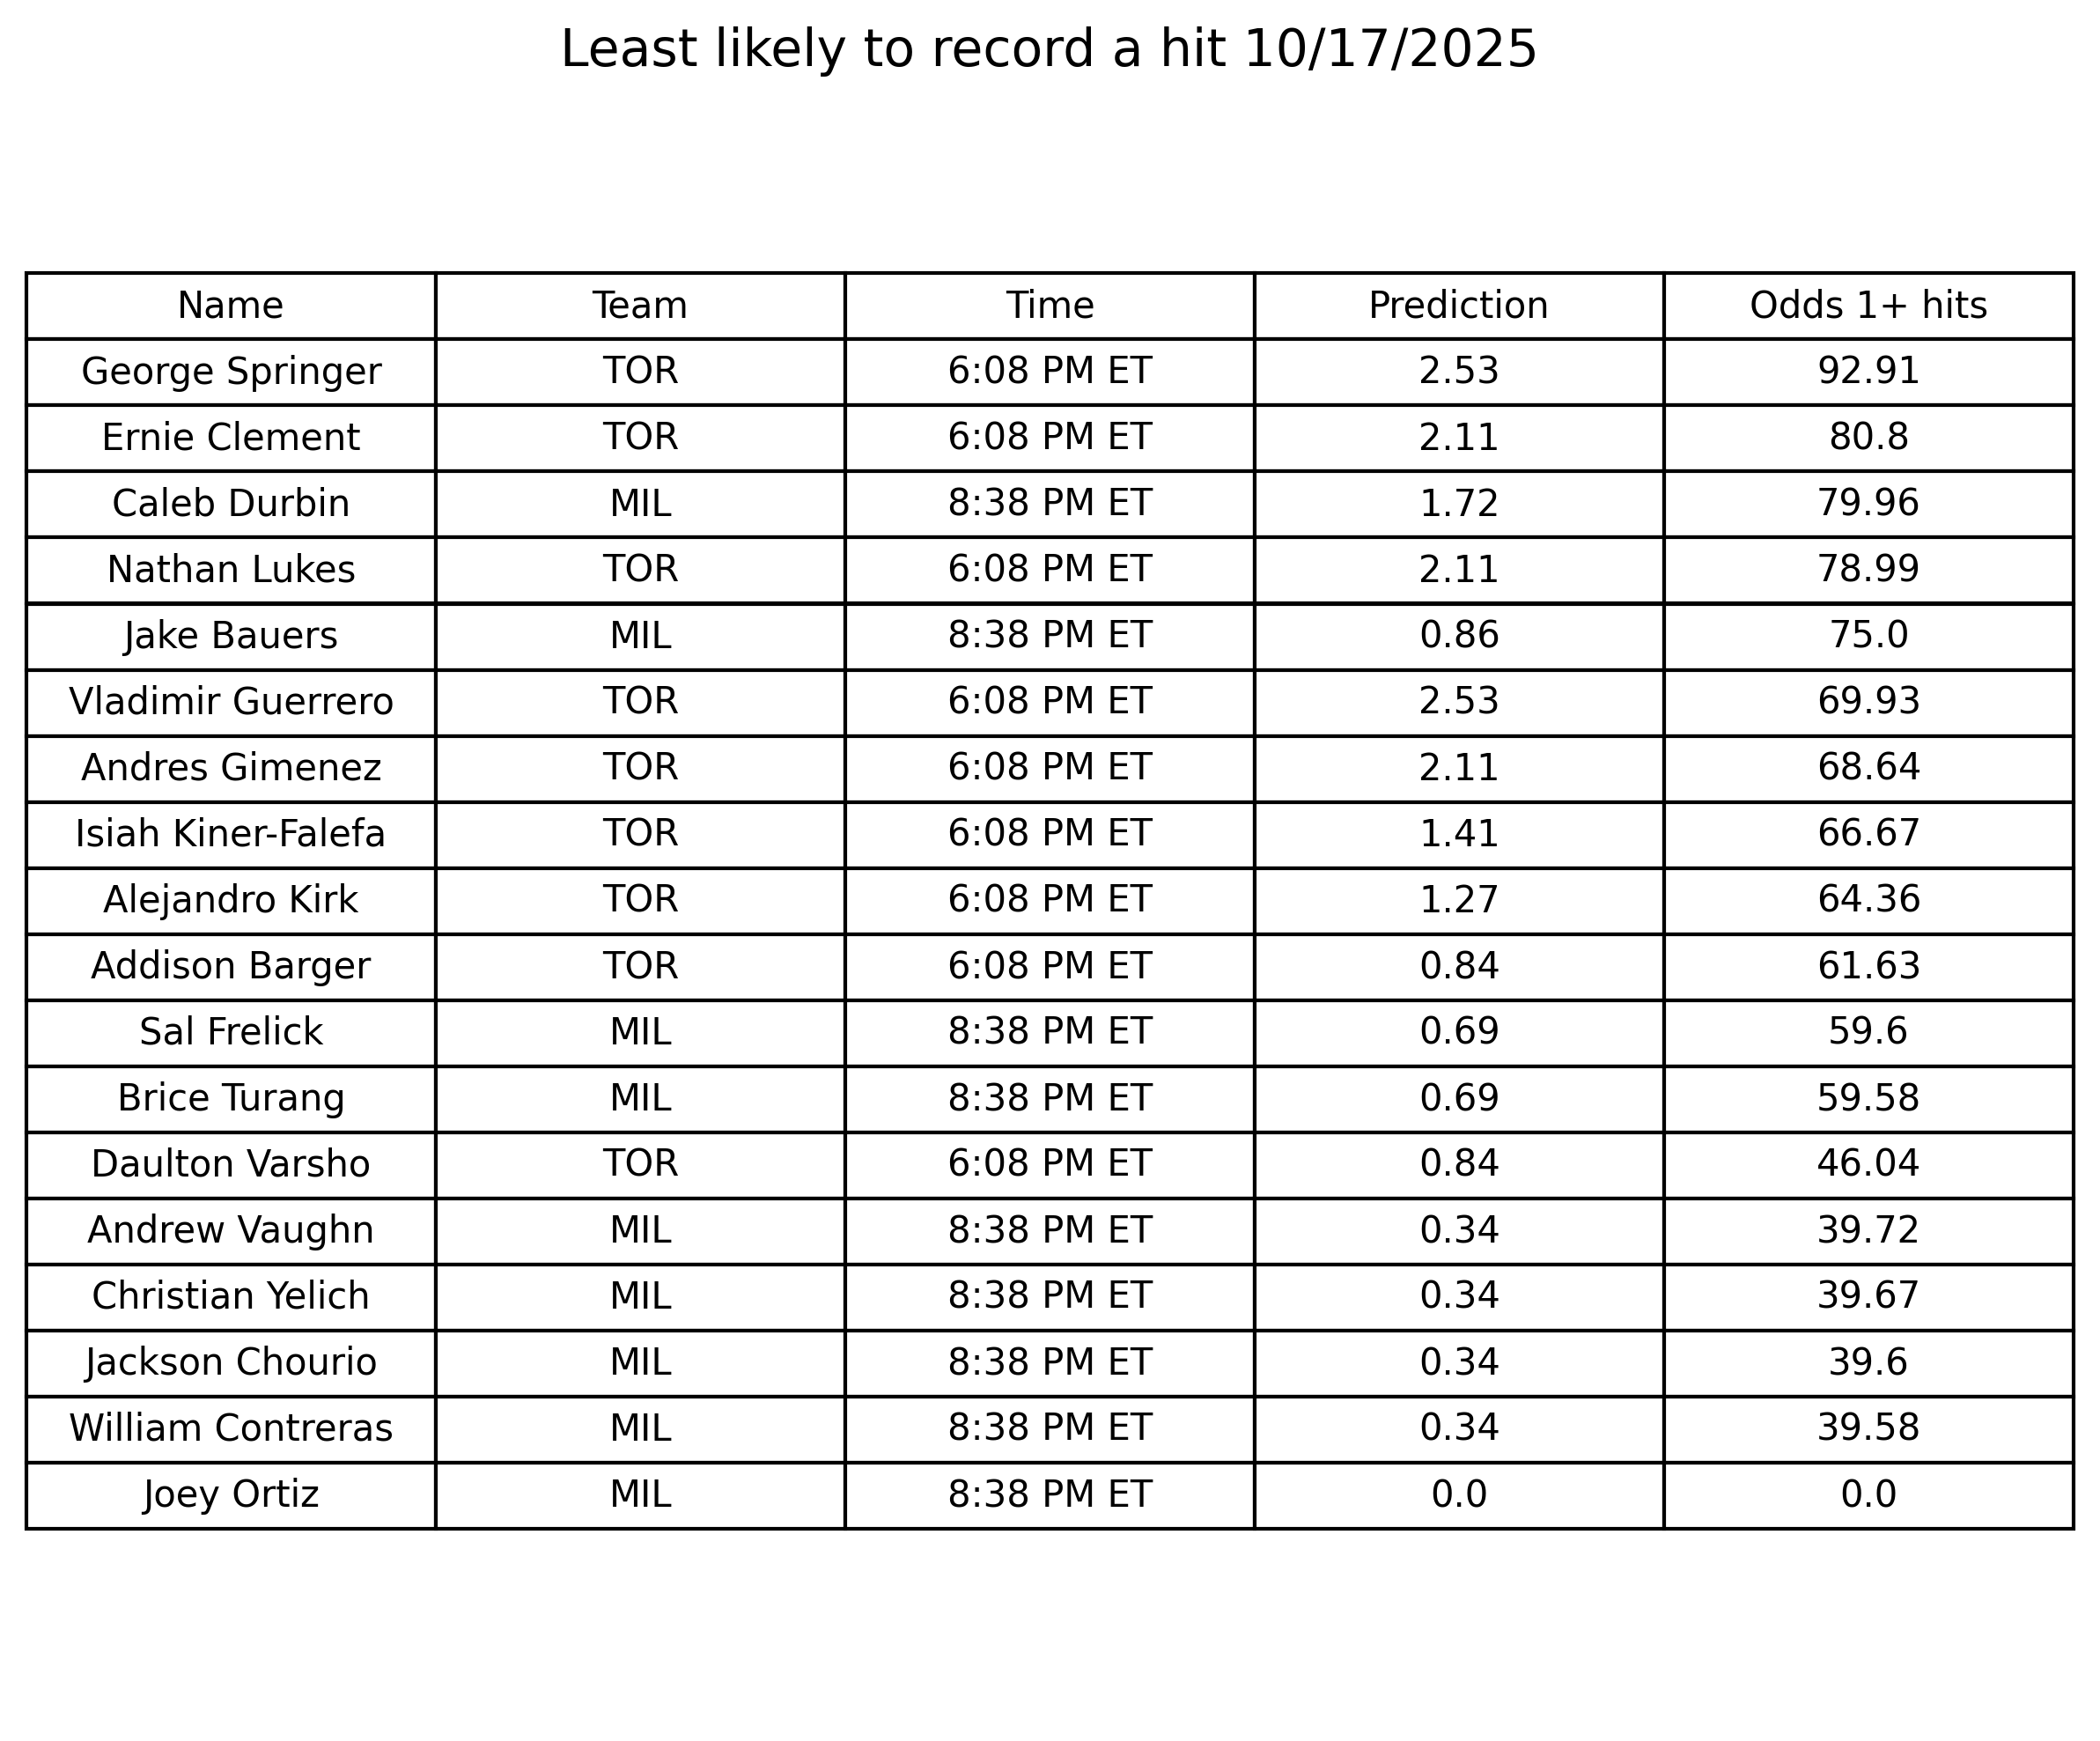 Least likely to record a hit 10/17/2025
Name Team Time Prediction Odds 1+ hits
George Springer TOR 6:08 PM ET 2.53 92.91
Ernie Clement TOR 6:08 PM ET 2.11 80.8
Caleb Durbin MIL 8:38 PM ET 1.72 79.96
Nathan Lukes TOR 6:08 PM ET 2.11 78.99
Jake Bauers MIL 8:38 PM ET 0.86 75.0
Vladimir Guerrero TOR 6:08 PM ET 2.53 69.93
Andres Gimenez TOR 6:08 PM ET 2.11 68.64
Isiah Kiner-Falefa TOR 6:08 PM ET 1.41 66.67
Alejandro Kirk TOR 6:08 PM ET 1.27 64.36
Addison Barger TOR 6:08 PM ET 0.84 61.63
Sal Frelick MIL 8:38 PM ET 0.69 59.6
Brice Turang MIL 8:38 PM ET 0.69 59.58
Daulton Varsho TOR 6:08 PM ET 0.84 46.04
Andrew Vaughn MIL 8:38 PM ET 0.34 39.72
Christian Yelich MIL 8:38 PM ET 0.34 39.67
Jackson Chourio MIL 8:38 PM ET 0.34 39.6
William Contreras MIL 8:38 PM ET 0.34 39.58
Joey Ortiz MIL 8:38 PM ET 0.0 0.0